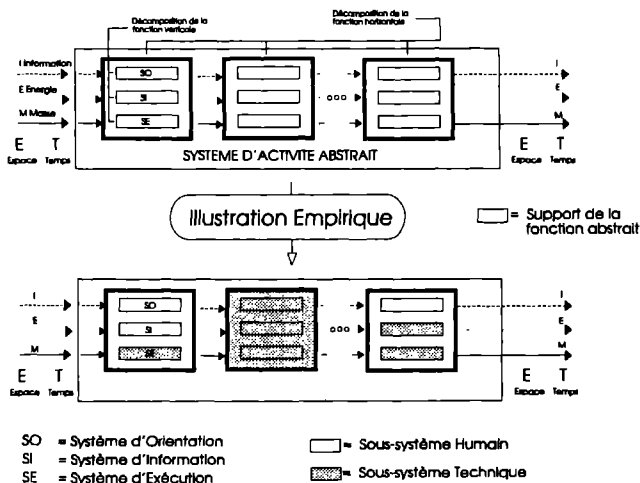 Décomposition de la
fonction verticale
Décomposition de la
fonction horizontale
I Information
E Energie
M Masse
SO
SI
SE
ooo
I
E
M
E T
Espace Temps
SYSTEME D'ACTIVITE ABSTRAIT
E T
Espace Temps
Illustration Empirique
= Support de la
fonction abstrait
I
E
M
SO
SI
SE
ooo
I
E
M
E T
Espace Temps
E T
Espace Temps
SO = Système d'Orientation
SI = Système d'Information
SE = Système d'Exécution
= Sous-système Humain
= Sous-système Technique